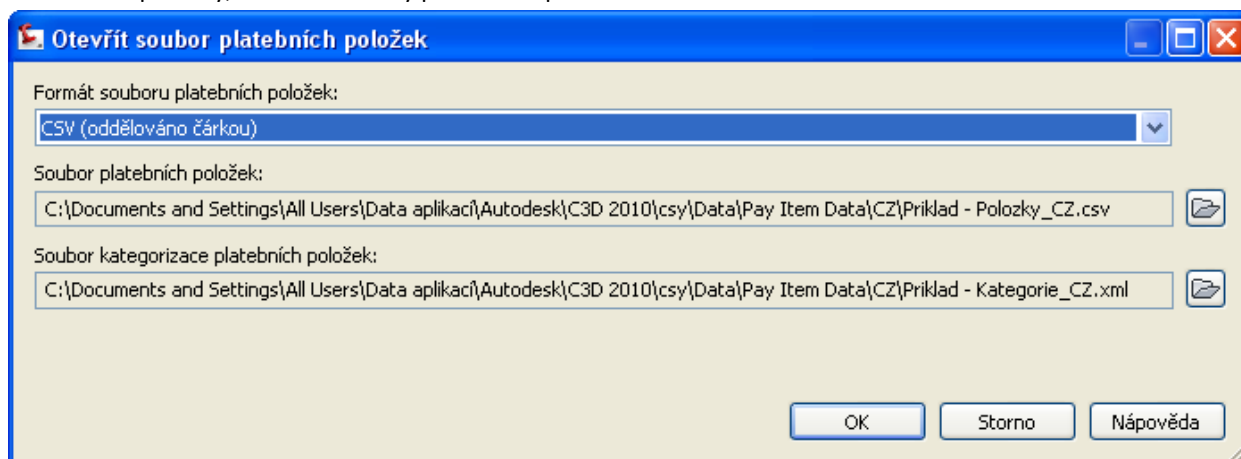 Otevřít soubor platebních položek
Formát souboru platebních položek:
CSV (oddělováno čárkou)
Soubor platebních položek:
C:\Documents and Settings\All Users\Data aplikací\Autodesk\C3D 2010\csy\Data\Pay Item Data\CZ\Priklad - Polozky_CZ.csv
Soubor kategorizace platebních položek:
C:\Documents and Settings\All Users\Data aplikací\Autodesk\C3D 2010\csy\Data\Pay Item Data\CZ\Priklad - Kategorie_CZ.xml
OK Storno Nápověda